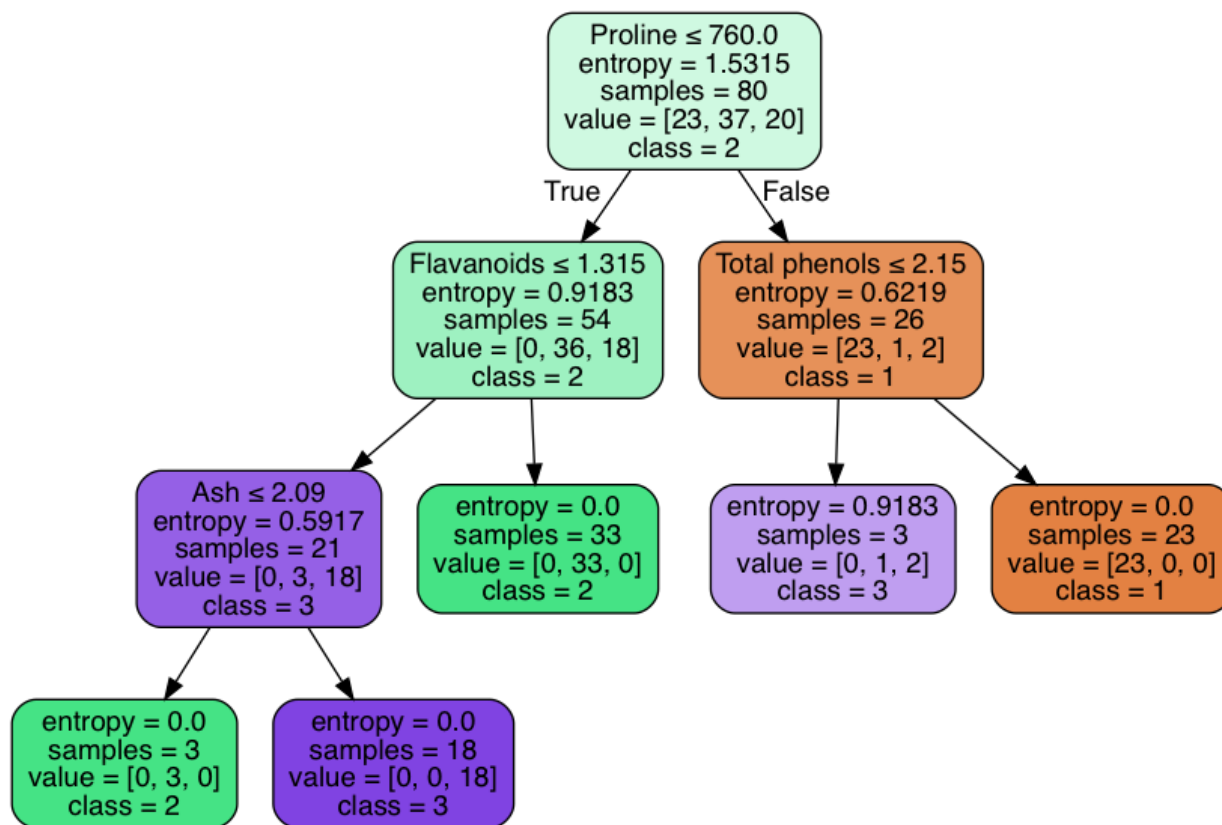 Proline ≤ 760.0
entropy = 1.5315
samples = 80
value = [23, 37, 20]
class = 2
True
False
Flavanoids ≤ 1.315
entropy = 0.9183
samples = 54
value = [0, 36, 18]
class = 2
Total phenols ≤ 2.15
entropy = 0.6219
samples = 26
value = [23, 1, 2]
class = 1
Ash ≤ 2.09
entropy = 0.5917
samples = 21
value = [0, 3, 18]
class = 3
entropy = 0.0
samples = 33
value = [0, 33, 0]
class = 2
entropy = 0.9183
samples = 3
value = [0, 1, 2]
class = 3
entropy = 0.0
samples = 23
value = [23, 0, 0]
class = 1
entropy = 0.0
samples = 3
value = [0, 3, 0]
class = 2
entropy = 0.0
samples = 18
value = [0, 0, 18]
class = 3